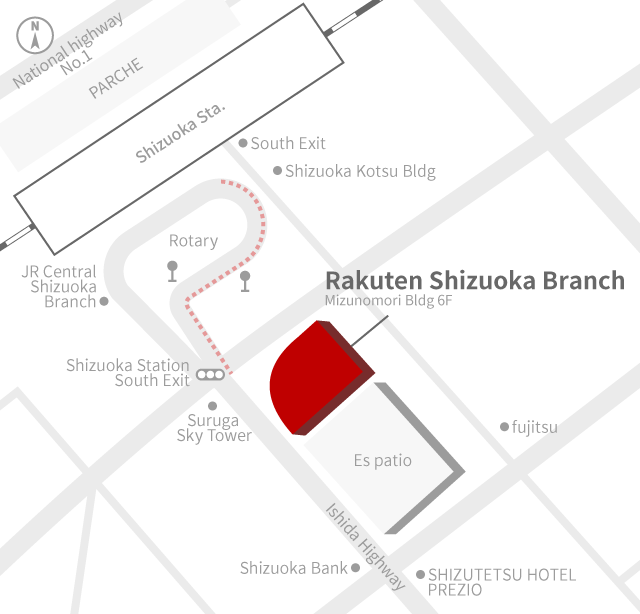 N
National highway
No.1
PARCHE
Shizuoka Sta.
South Exit
Shizuoka Kotsu Bldg
Rotary
JR Central
Shizuoka
Branch
Rakuten Shizuoka Branch
Mizunomori Bldg 6F
Shizuoka Station
South Exit
Suruga
Sky Tower
fujitsu
Es patio
Ishida Highway
Shizuoka Bank
SHIZUTETSU HOTEL
PREZIO